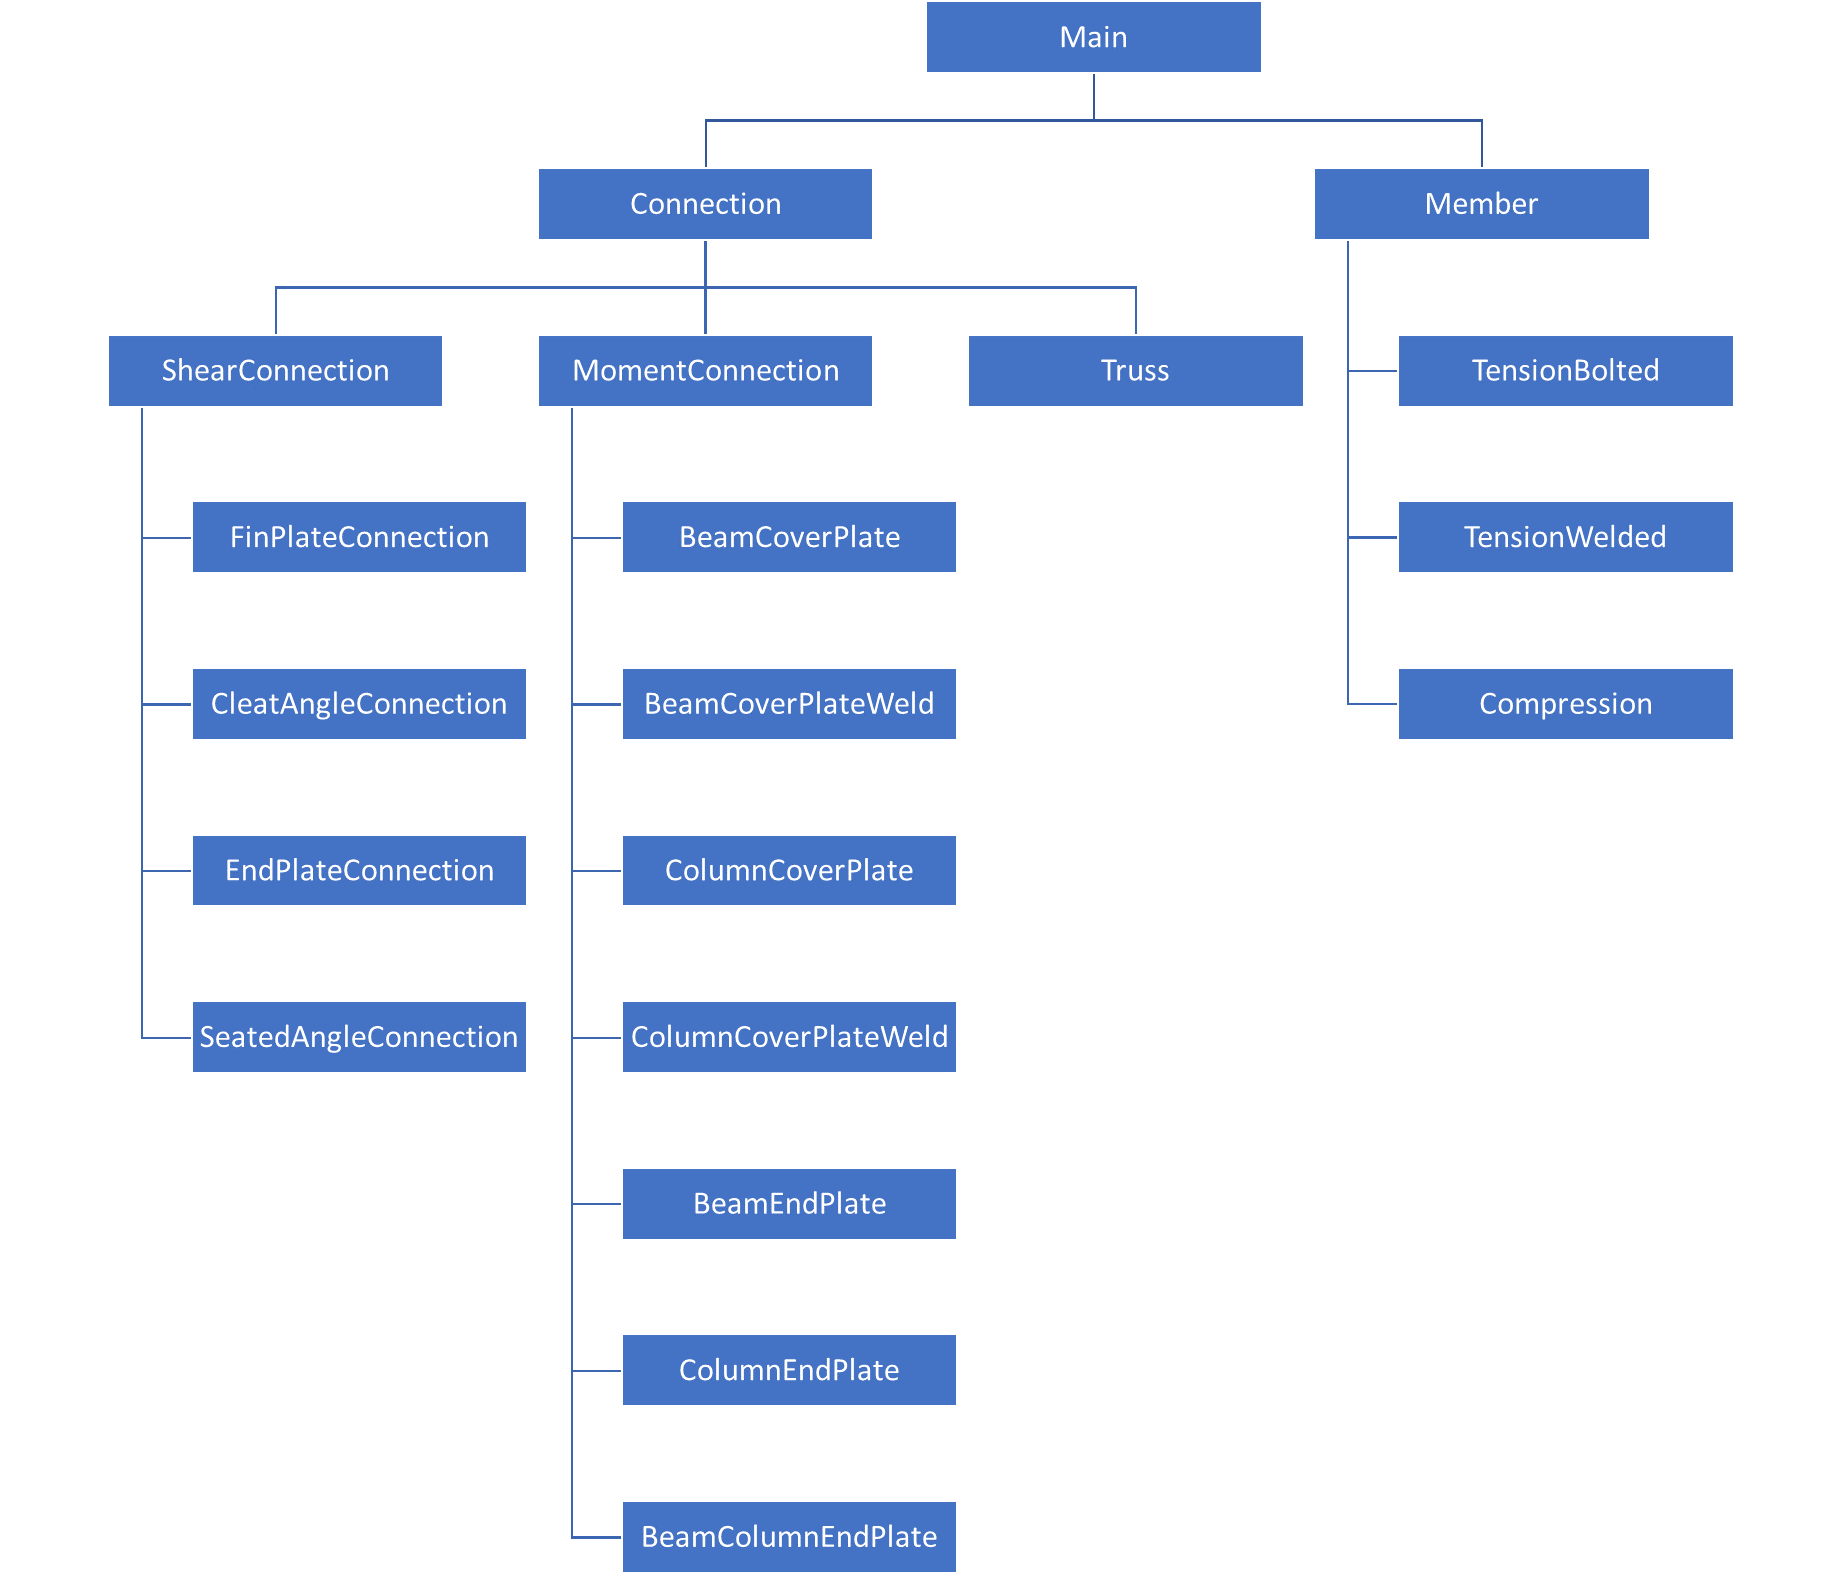 Main
Connection
Member
ShearConnection
MomentConnection
Truss
TensionBolted
FinPlateConnection
BeamCoverPlate
TensionWelded
CleatAngleConnection
BeamCoverPlateWeld
Compression
EndPlateConnection
ColumnCoverPlate
SeatedAngleConnection
ColumnCoverPlateWeld
BeamEndPlate
ColumnEndPlate
BeamColumnEndPlate